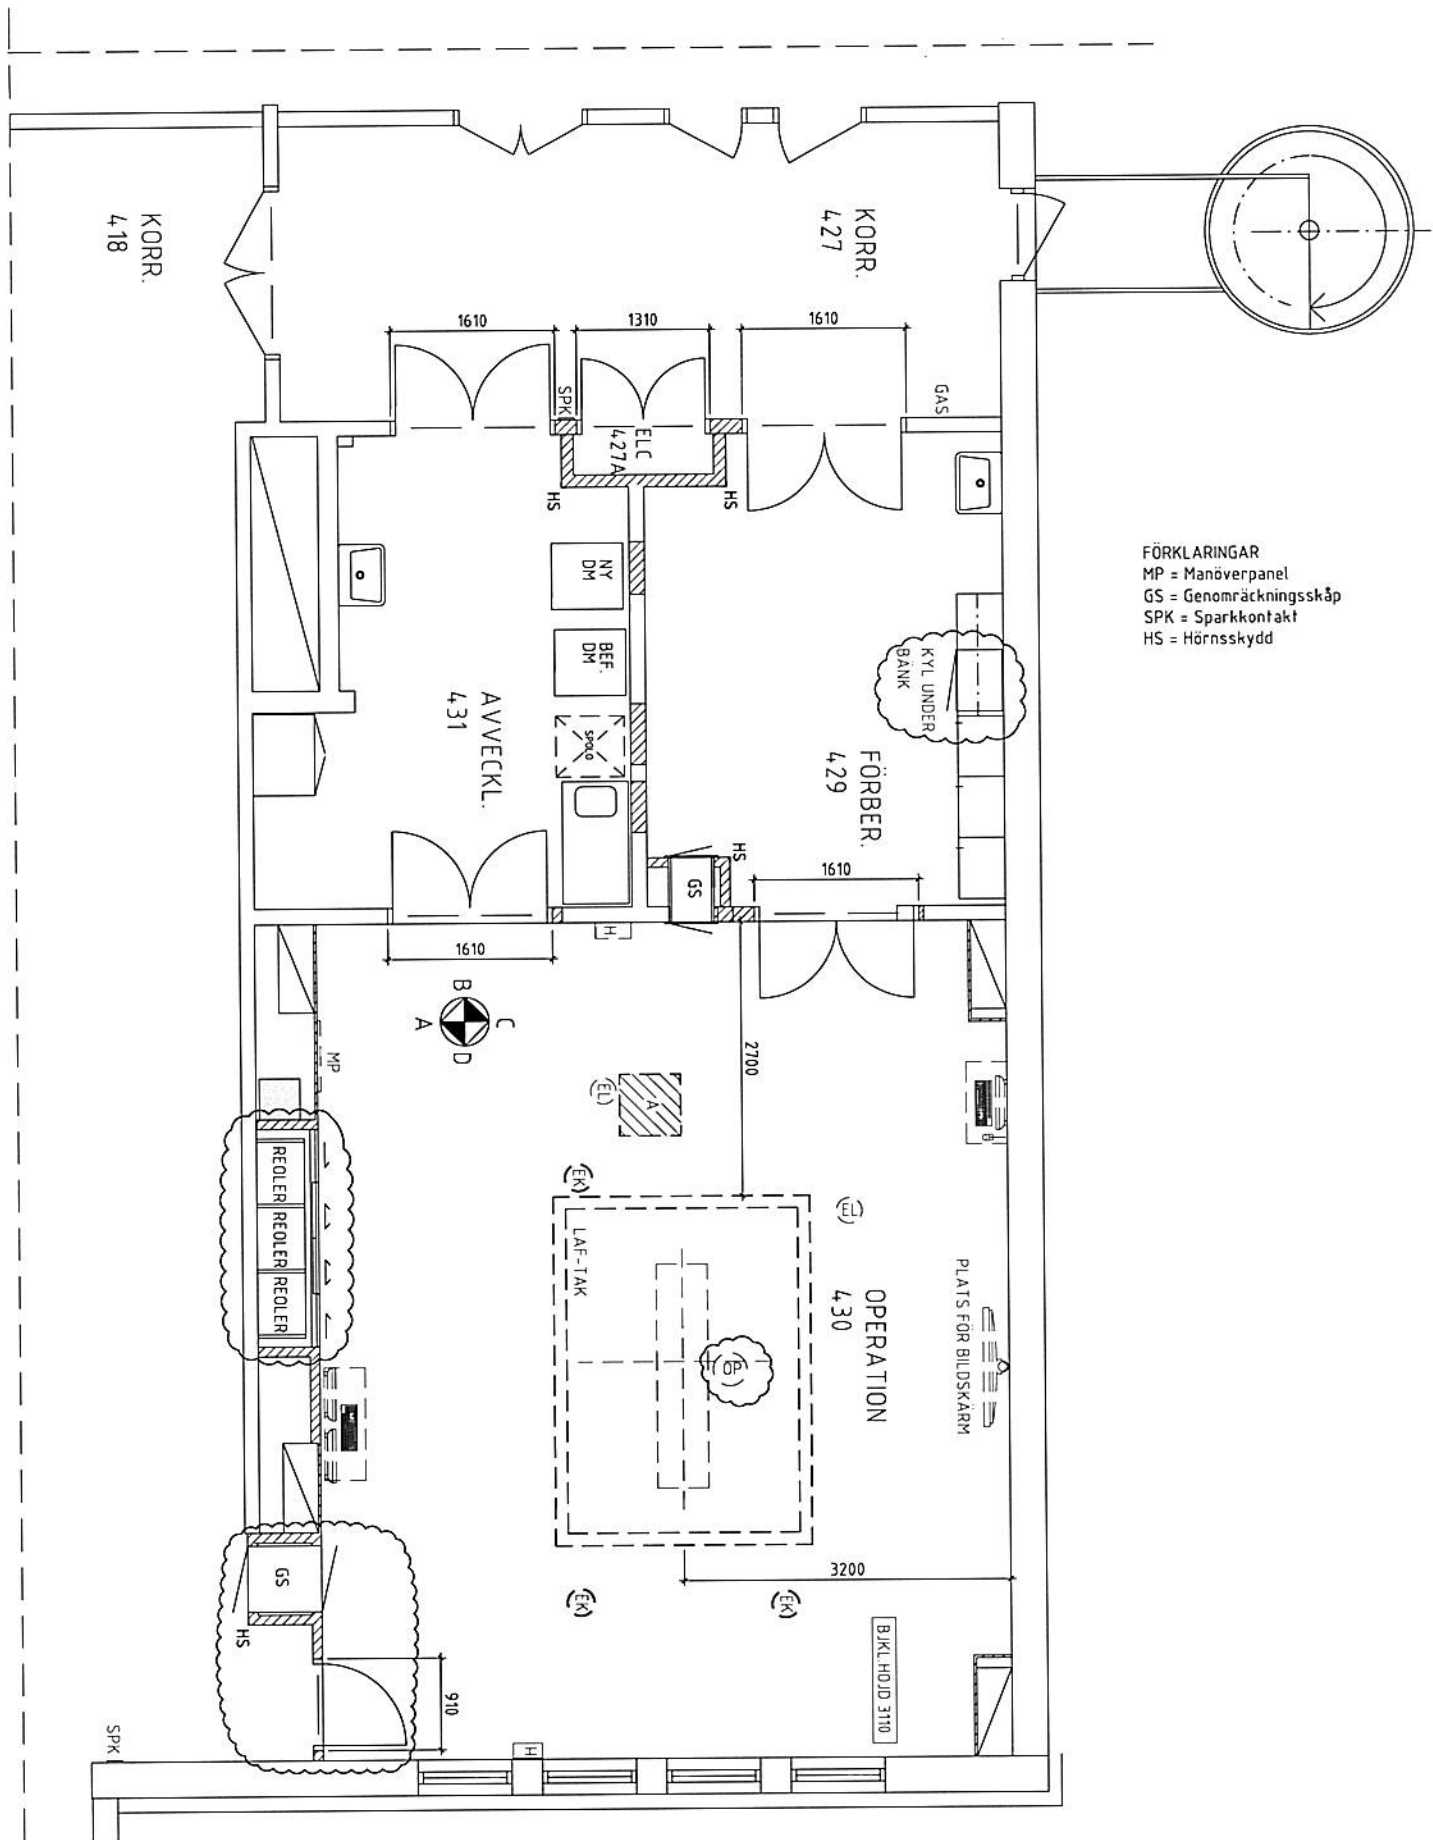 KORR.
418
KORR.
427
1610
1310
1610
SPK
GAS
ELC
427A
HS
HS
NY
DM
BEF.
DM
SPOLO
AVVECKL.
431
KYL UNDER
BÄNK
FÖRBER.
429
FÖRKLARINGAR
MP = Manöverpanel
GS = Genomräckningsskåp
SPK = Sparkkontakt
HS = Hörnsskydd
HS
GS
1610
1610
H
B
C
A
D
MP
2700
(EL)
A
(EK)
(EL)
REOLER
REOLER
REOLER
LAF-TAK
OPERATION
430
PLATS FÖR BILDSKÄRM
(OP)
3200
GS
HS
(EK)
(EK)
BJKL.HÖJD 3110
910
SPK
H